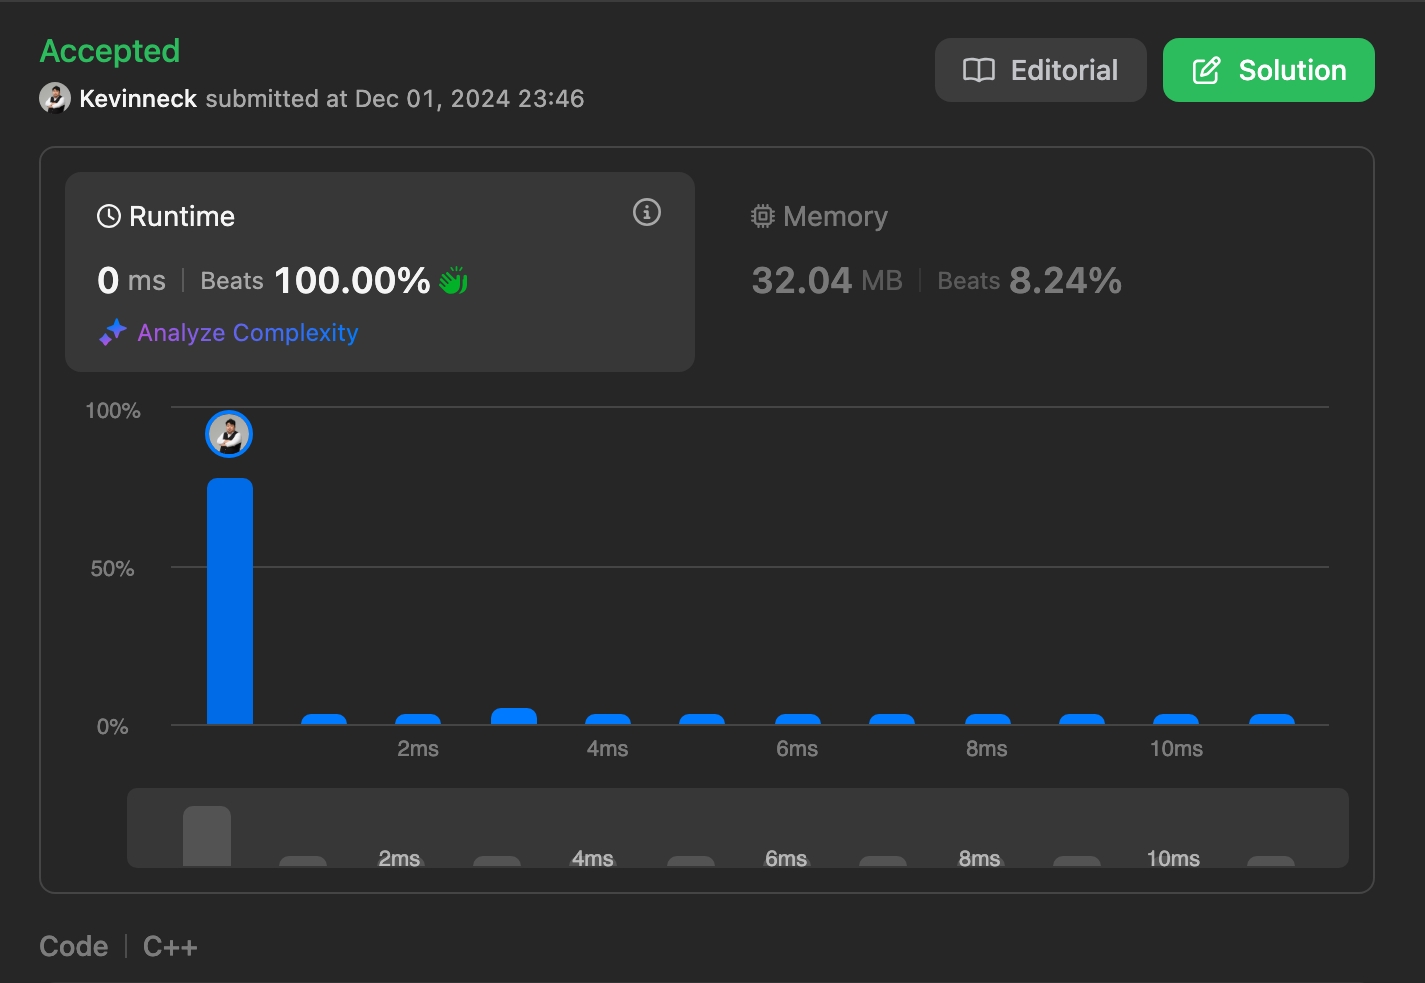 Accepted
Kevinneck submitted at Dec 01, 2024 23:46
Editorial
Solution
Runtime
0 ms | Beats 100.00%
Analyze Complexity
Memory
32.04 MB | Beats 8.24%
100%
50%
0%
2ms 4ms 6ms 8ms 10ms
2ms 4ms 6ms 8ms 10ms
Code | C++